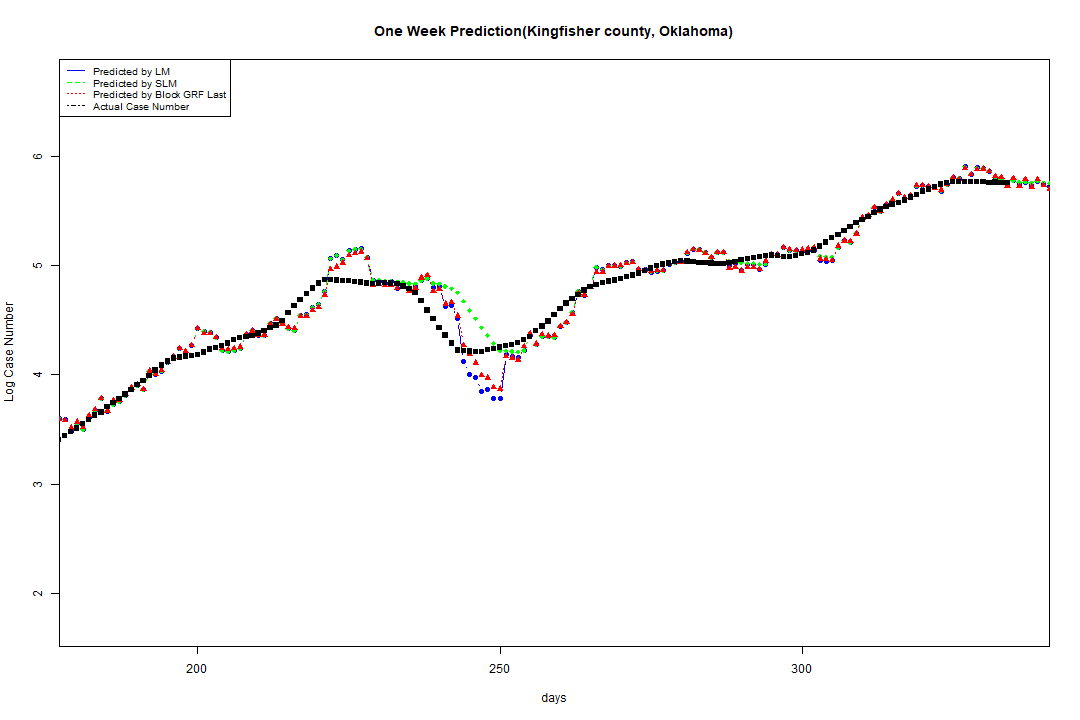 One Week Prediction(Kingfisher county, Oklahoma)
Predicted by LM
Predicted by SLM
Predicted by Block GRF Last
Actual Case Number
6
5
4
3
2
Log Case Number
200
250
300
days